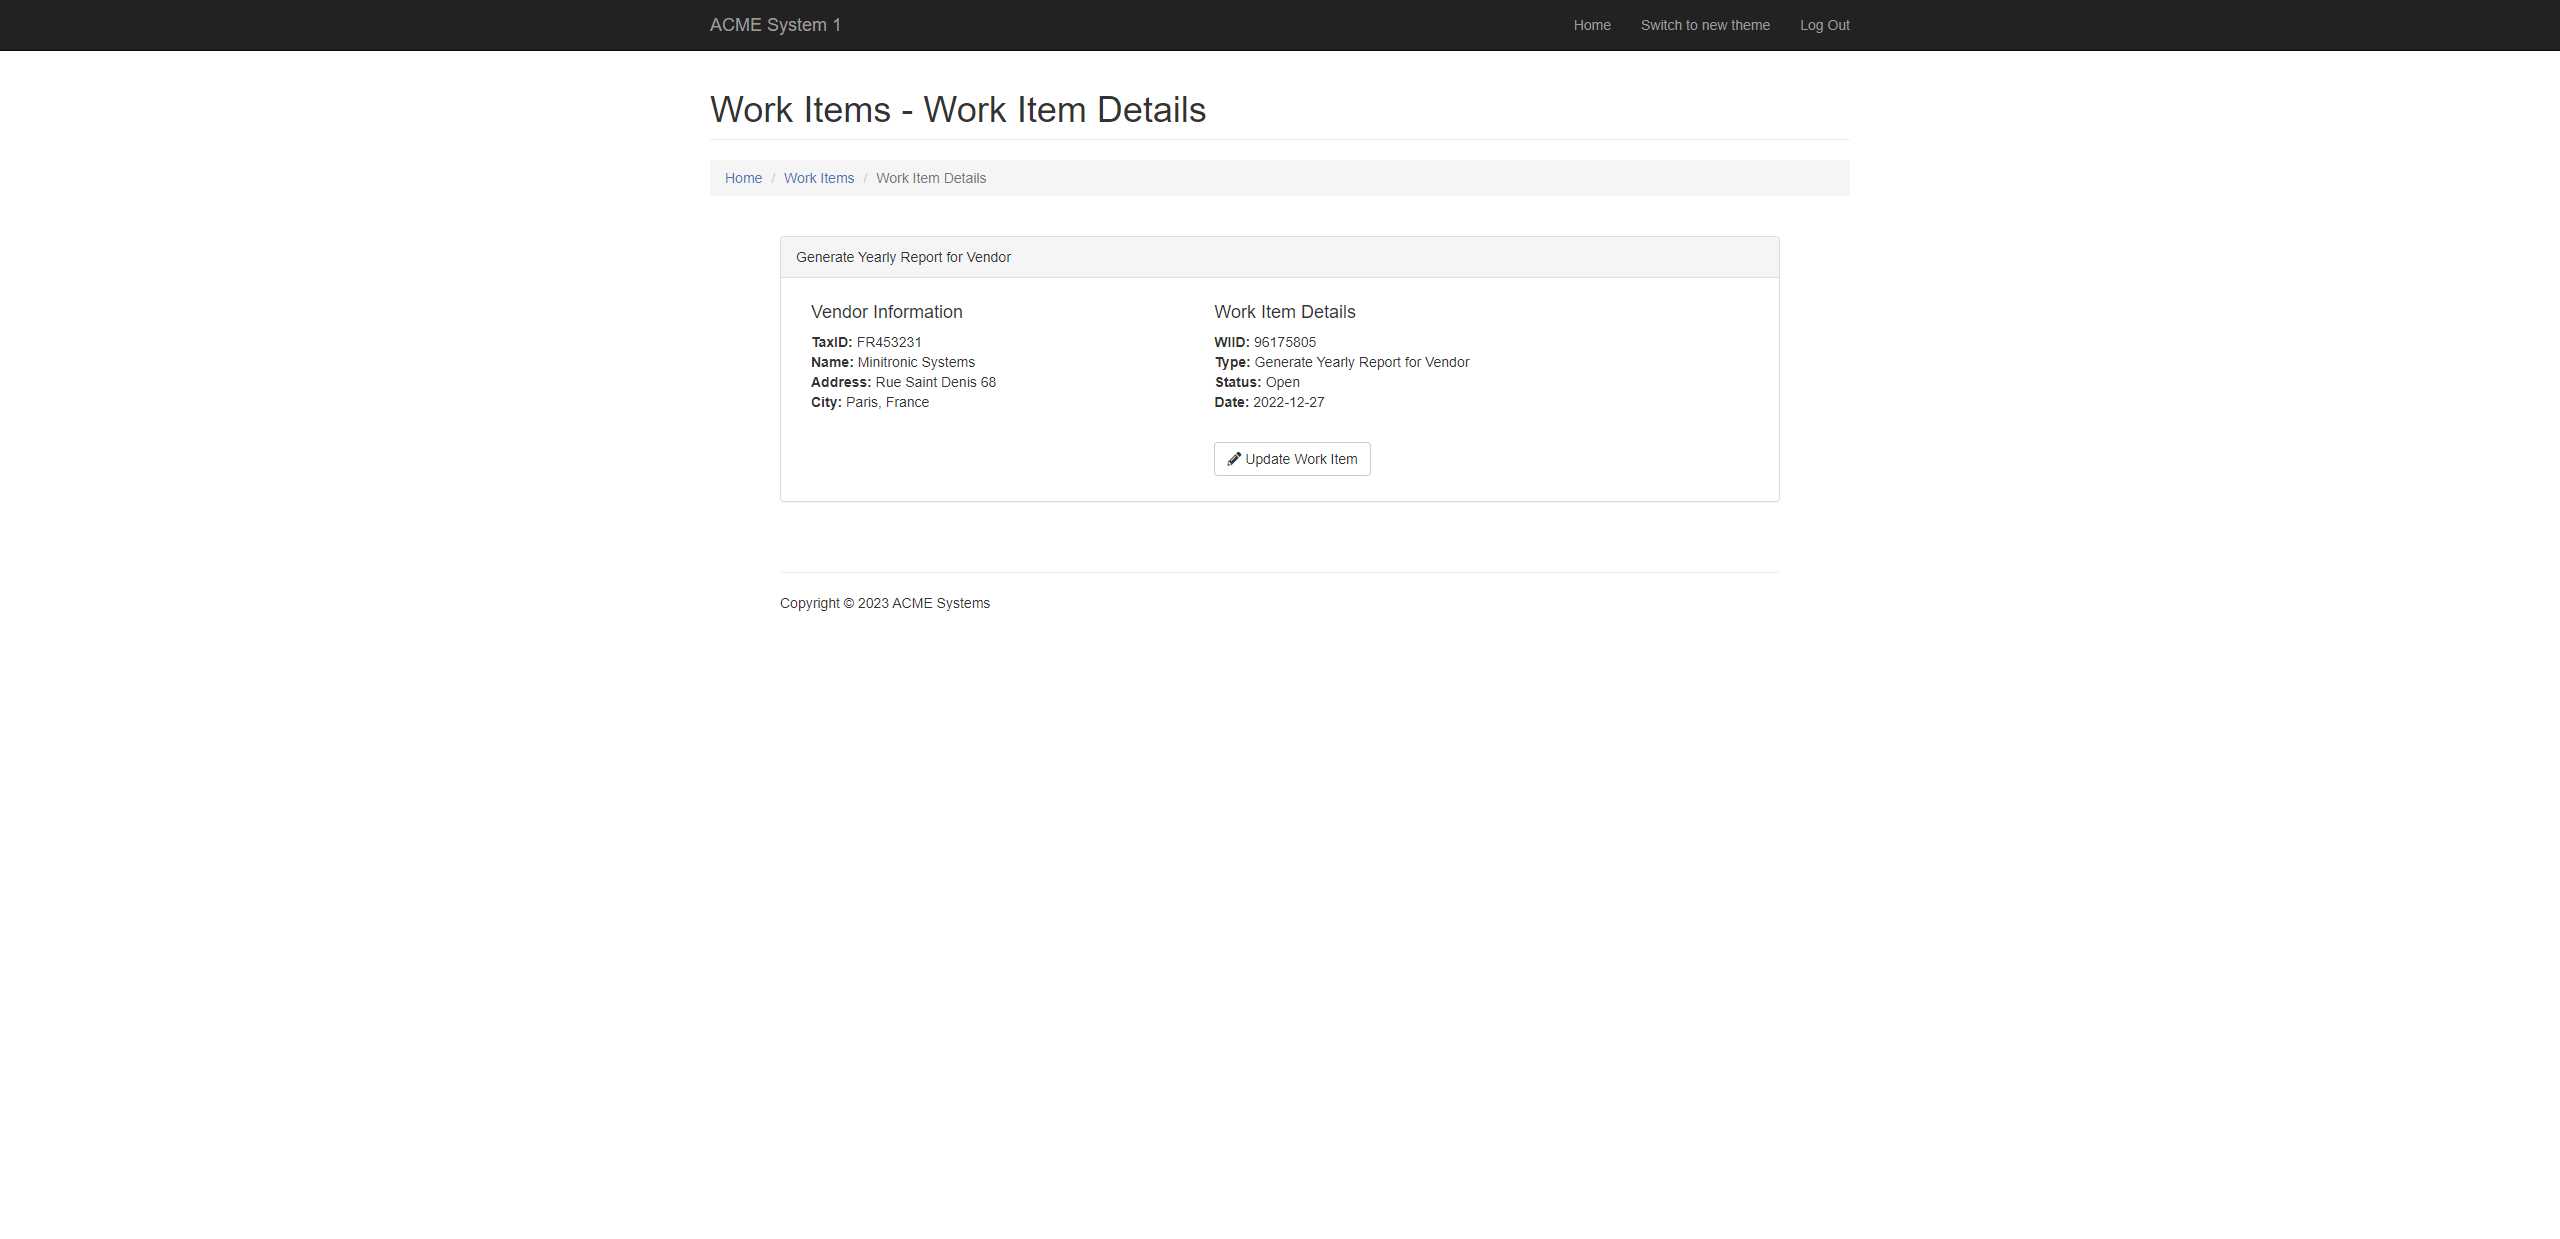 ACME System 1
Home
Switch to new theme
Log Out
Work Items - Work Item Details
Home / Work Items / Work Item Details
Generate Yearly Report for Vendor
Vendor Information
TaxID: FR453231
Name: Minitronic Systems
Address: Rue Saint Denis 68
City: Paris, France
Work Item Details
WIID: 96175805
Type: Generate Yearly Report for Vendor
Status: Open
Date: 2022-12-27
Update Work Item
Copyright © 2023 ACME Systems